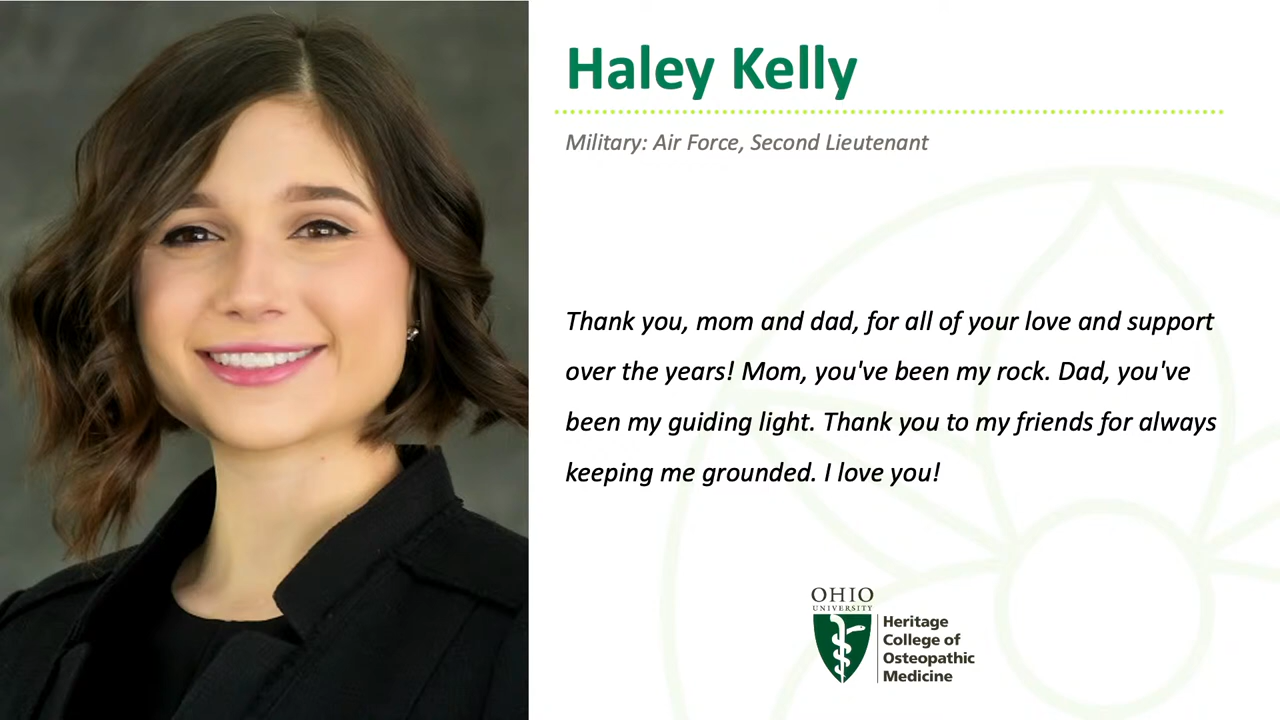 Haley Kelly
Military: Air Force, Second Lieutenant
Thank you, mom and dad, for all of your love and support
over the years! Mom, you've been my rock. Dad, you've
been my guiding light. Thank you to my friends for always
keeping me grounded. I love you!
OHIO
UNIVERSITY
Heritage
College of
Osteopathic
Medicine